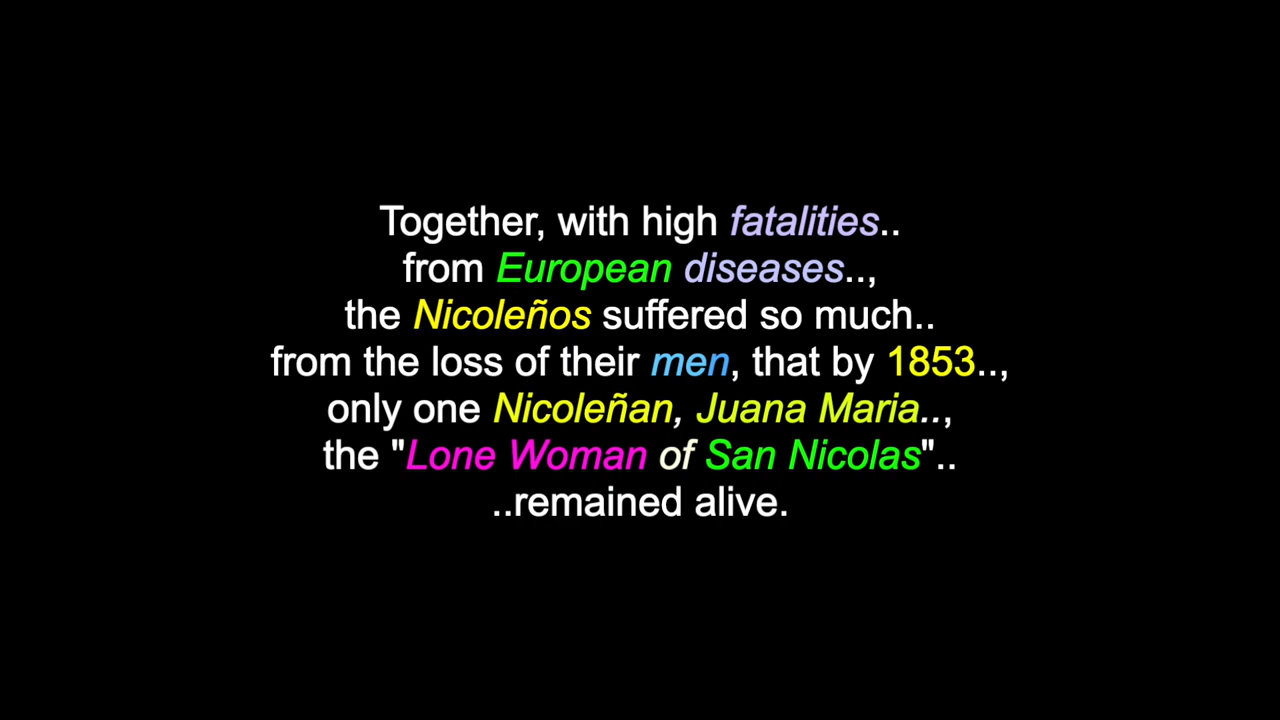 Together, with high fatalities..
from European diseases..,
the Nicoleños suffered so much..
from the loss of their men, that by 1853..,
only one Nicoleñan, Juana Maria..,
the "Lone Woman of San Nicolas"..
..remained alive.